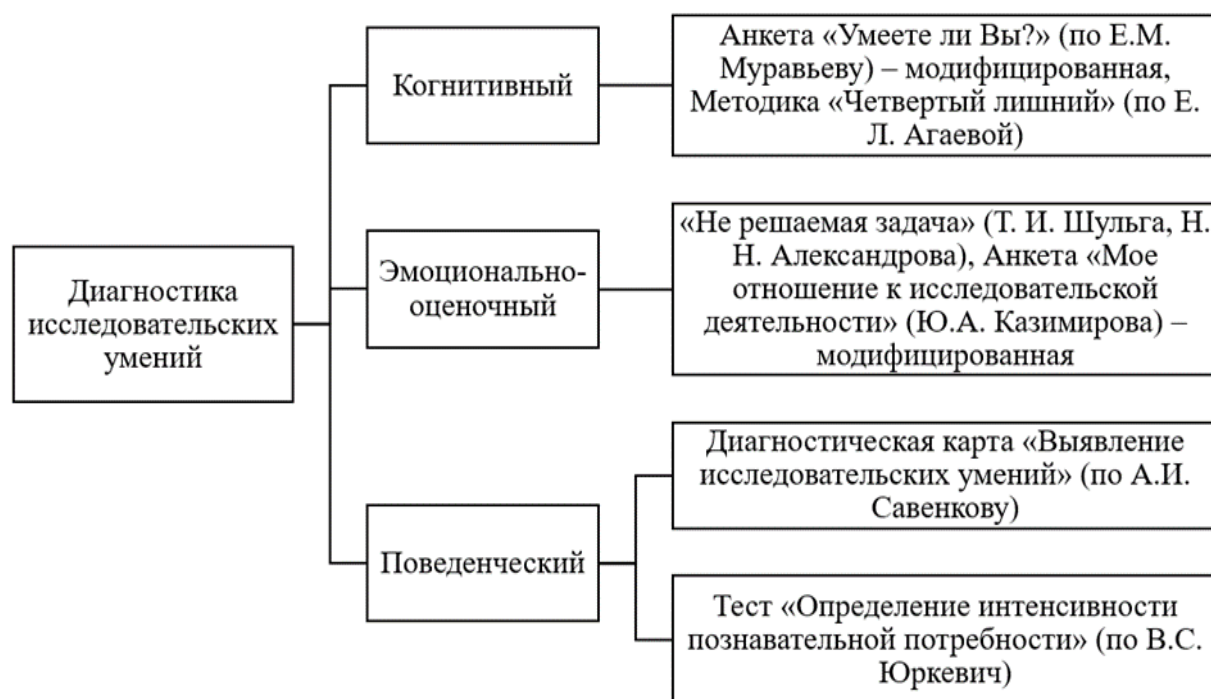 Диагностика
исследовательских
умений
Когнитивный
Анкета «Умеете ли Вы?» (по Е.М.
Муравьеву) – модифицированная,
Методика «Четвертый лишний» (по Е.
Л. Агаевой)
Эмоционально-
оценочный
«Не решаемая задача» (Т. И. Шульга, Н.
Н. Александрова), Анкета «Мое
отношение к исследовательской
деятельности» (Ю.А. Казимирова) –
модифицированная
Поведенческий
Диагностическая карта «Выявление
исследовательских умений» (по А.И.
Савенкову)
Тест «Определение интенсивности
познавательной потребности» (по В.С.
Юркевич)